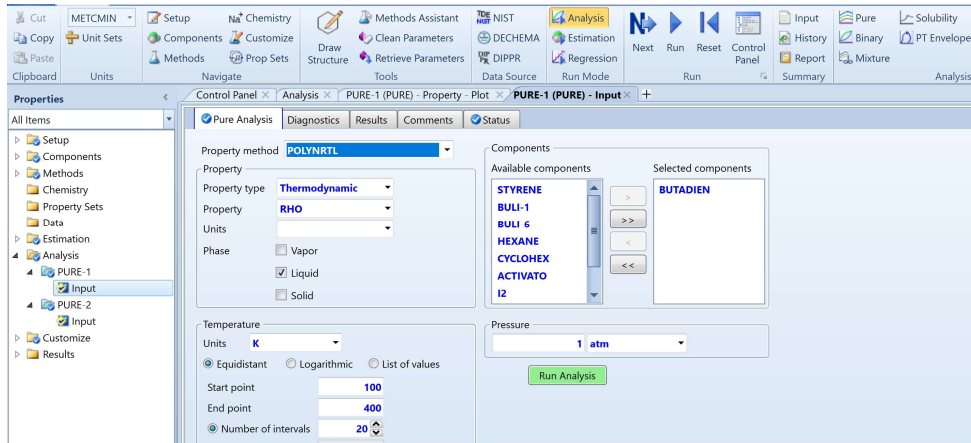 Cut METCMIN Setup Na⁺ Chemistry Methods Assistant NIST Analysis Input Pure Solubility
Copy Unit Sets Components Customize Clean Parameters DECHEMA Estimation History Binary PT Envelope
Paste Methods Prop Sets Draw Structure Retrieve Parameters DIPPR Regression Next Run Reset Control Panel Report Mixture
Clipboard Units Navigate Tools Data Source Run Mode Run Summary Analysis
Properties Control Panel Analysis PURE-1 (PURE) - Property - Plot PURE-1 (PURE) - Input
All Items
Setup
Components
Methods
Chemistry
Property Sets
Data
Estimation
Analysis
PURE-1
Input
PURE-2
Input
Customize
Results
Pure Analysis Diagnostics Results Comments Status
Property method POLYNRTL
Property
Property type Thermodynamic
Property RHO
Units
Phase Vapor
Liquid
Solid
Components
Available components Selected components
STYRENE > BUTADIEN
BULI-1
BULI-6 >>
HEXANE <
CYCLOHEX <<
ACTIVATO
I2
Temperature
Units K
Equidistant Logarithmic List of values
Start point 100
End point 400
Number of intervals 20
Pressure
1 atm
Run Analysis